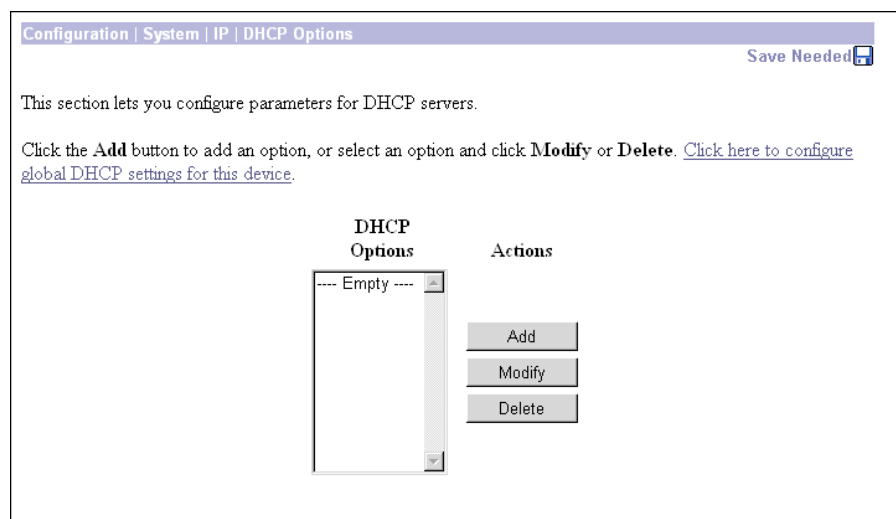 Configuration | System | IP | DHCP Options
Save Needed
This section lets you configure parameters for DHCP servers.
Click the Add button to add an option, or select an option and click Modify or Delete. Click here to configure
global DHCP settings for this device.
DHCP
Options
Actions
---- Empty ----
Add
Modify
Delete